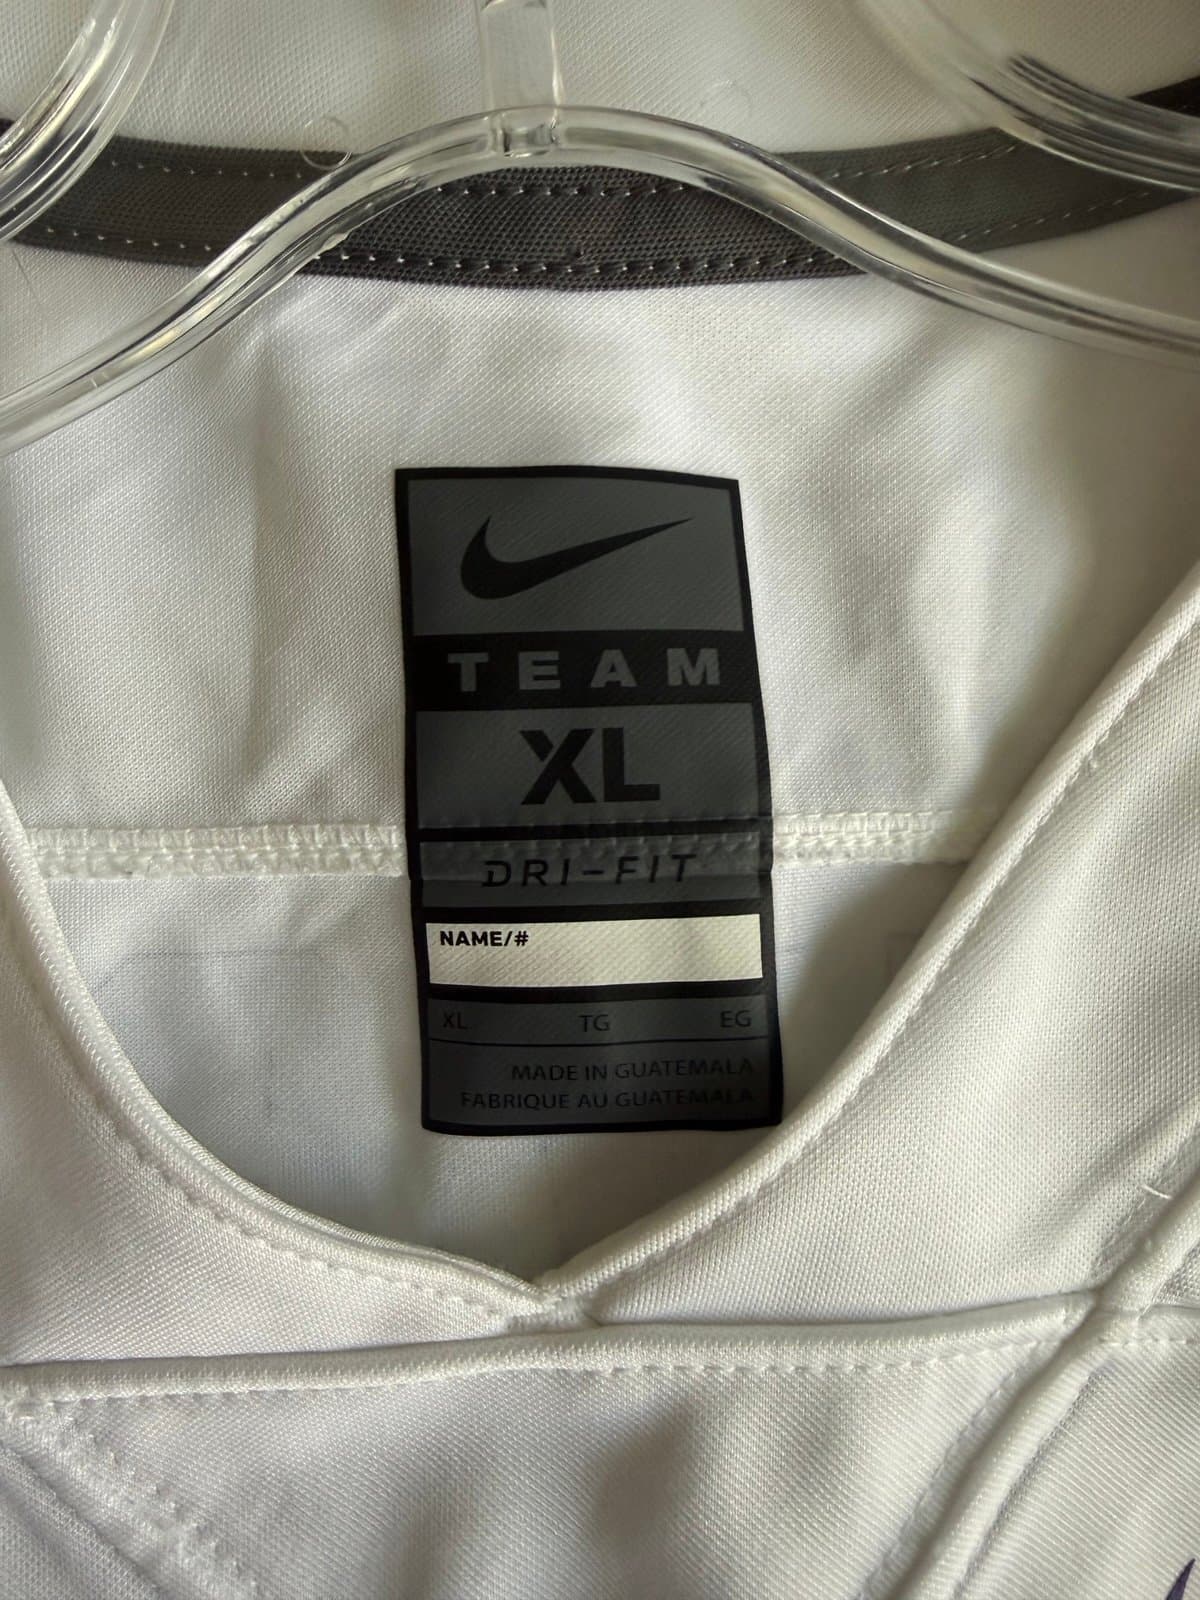 TEAM
XL
DRI-FIT
NAME/#
XL TG EG
MADE IN GUATEMALA
FABRIQUE AU GUATEMALA